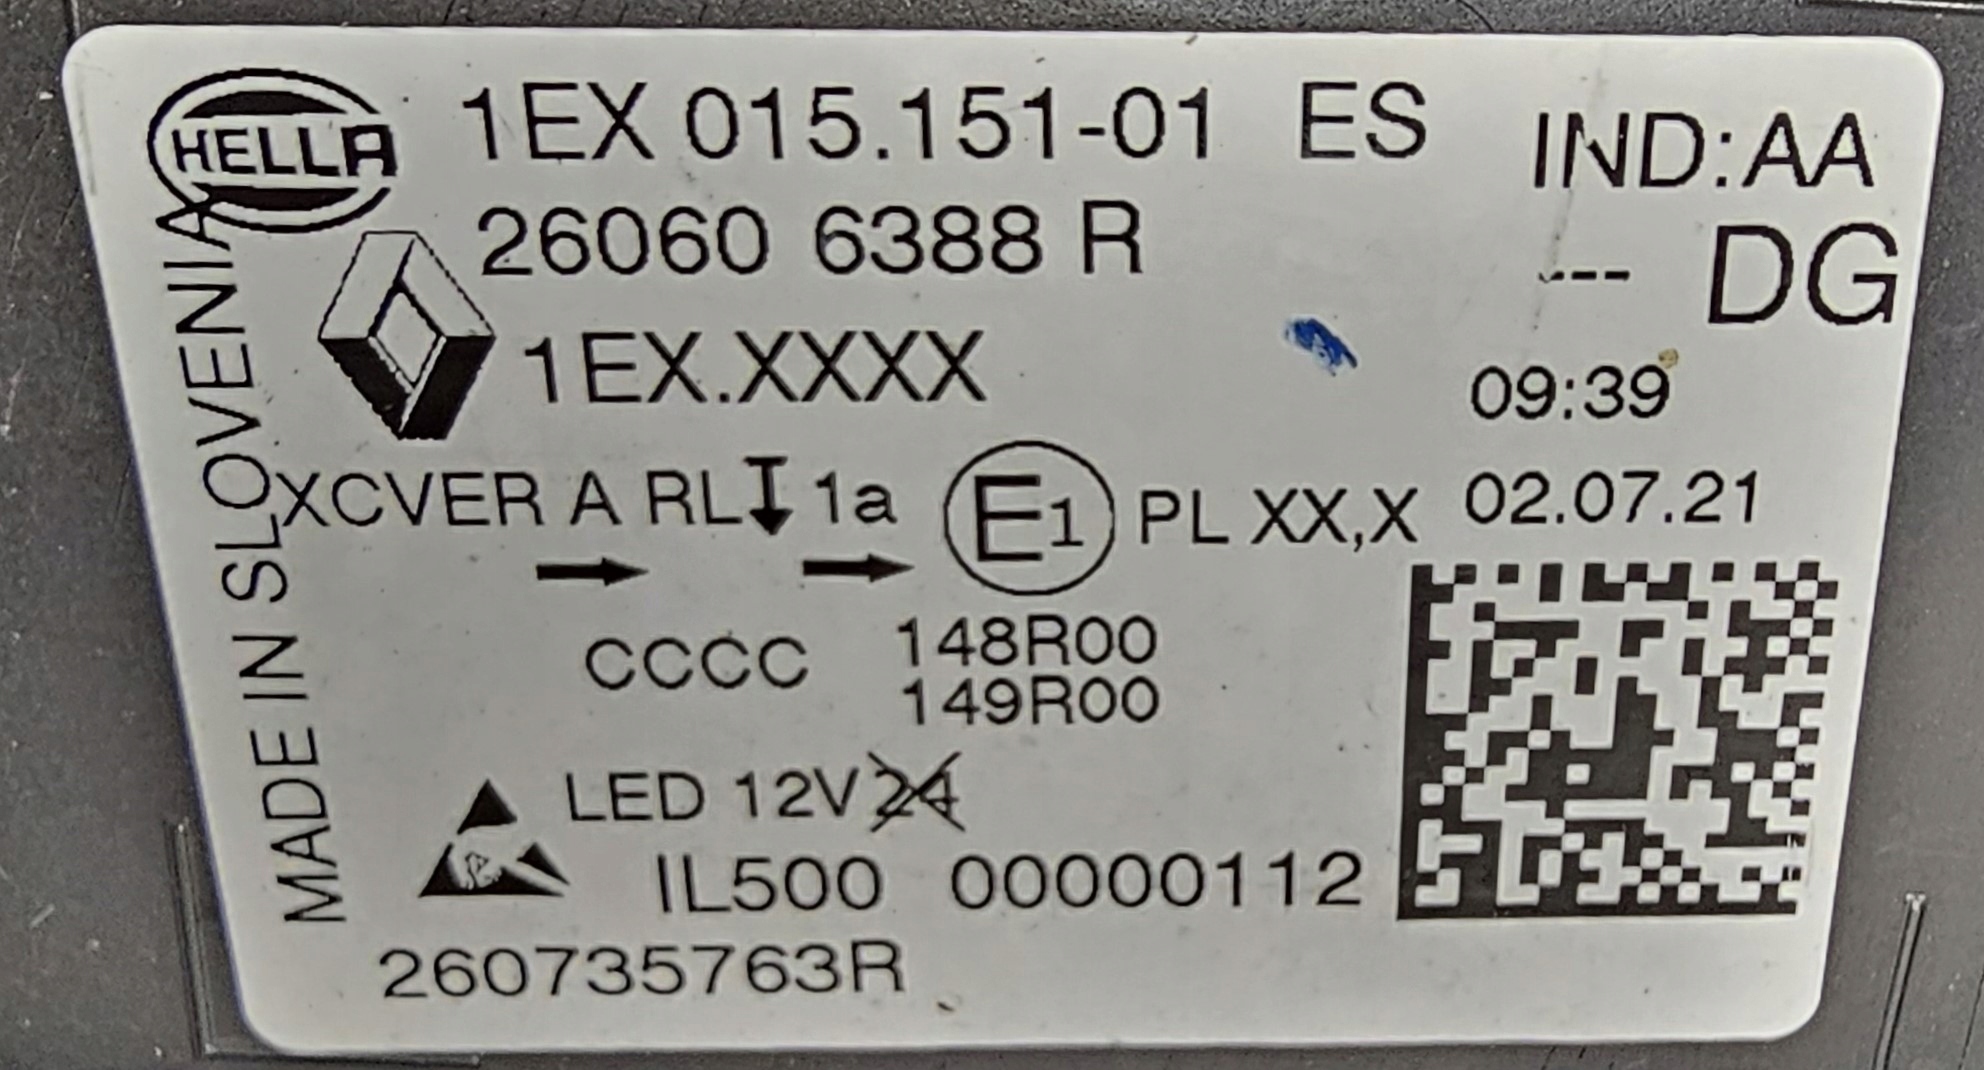 HELLA
1EX 015.151-01 ES
IND:AA
26060 6388 R
--- DG
1EX.XXXX
09:39
XCVER A RL 1a
E1
PL XX,X
02.07.21
CCCC
148R00
149R00
LED 12V 24
IL500 00000112
260735763R
MADE IN SLOVENIA